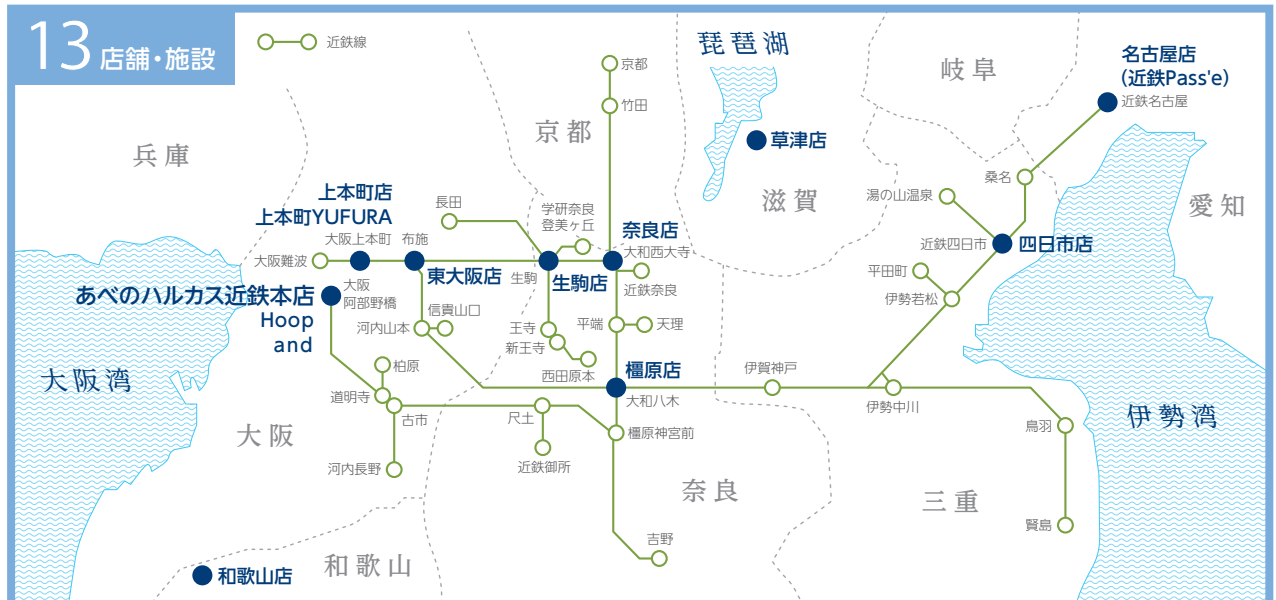 13 店舗・施設
近鉄線
兵庫
京都
京都
竹田
琵琶湖
草津店
滋賀
岐阜
名古屋店
(近鉄Pass'e)
近鉄名古屋
愛知
桑名
湯の山温泉
近鉄四日市
四日市店
平田町
伊勢若松
上本町店
上本町YUFURA
大阪上本町
布施
大阪難波
長田
学研奈良
登美ヶ丘
奈良店
大和西大寺
近鉄奈良
東大阪店
生駒
生駒店
あべのハルカス近鉄本店
Hoop
and
大阪
阿部野橋
信貴山口
河内山本
王寺
新王寺
西田原本
平端
天理
橿原店
大和八木
伊賀神戸
伊勢中川
鳥羽
賢島
伊勢湾
大阪湾
柏原
道明寺
古市
尺土
近鉄御所
橿原神宮前
河内長野
大阪
奈良
三重
吉野
和歌山
和歌山店